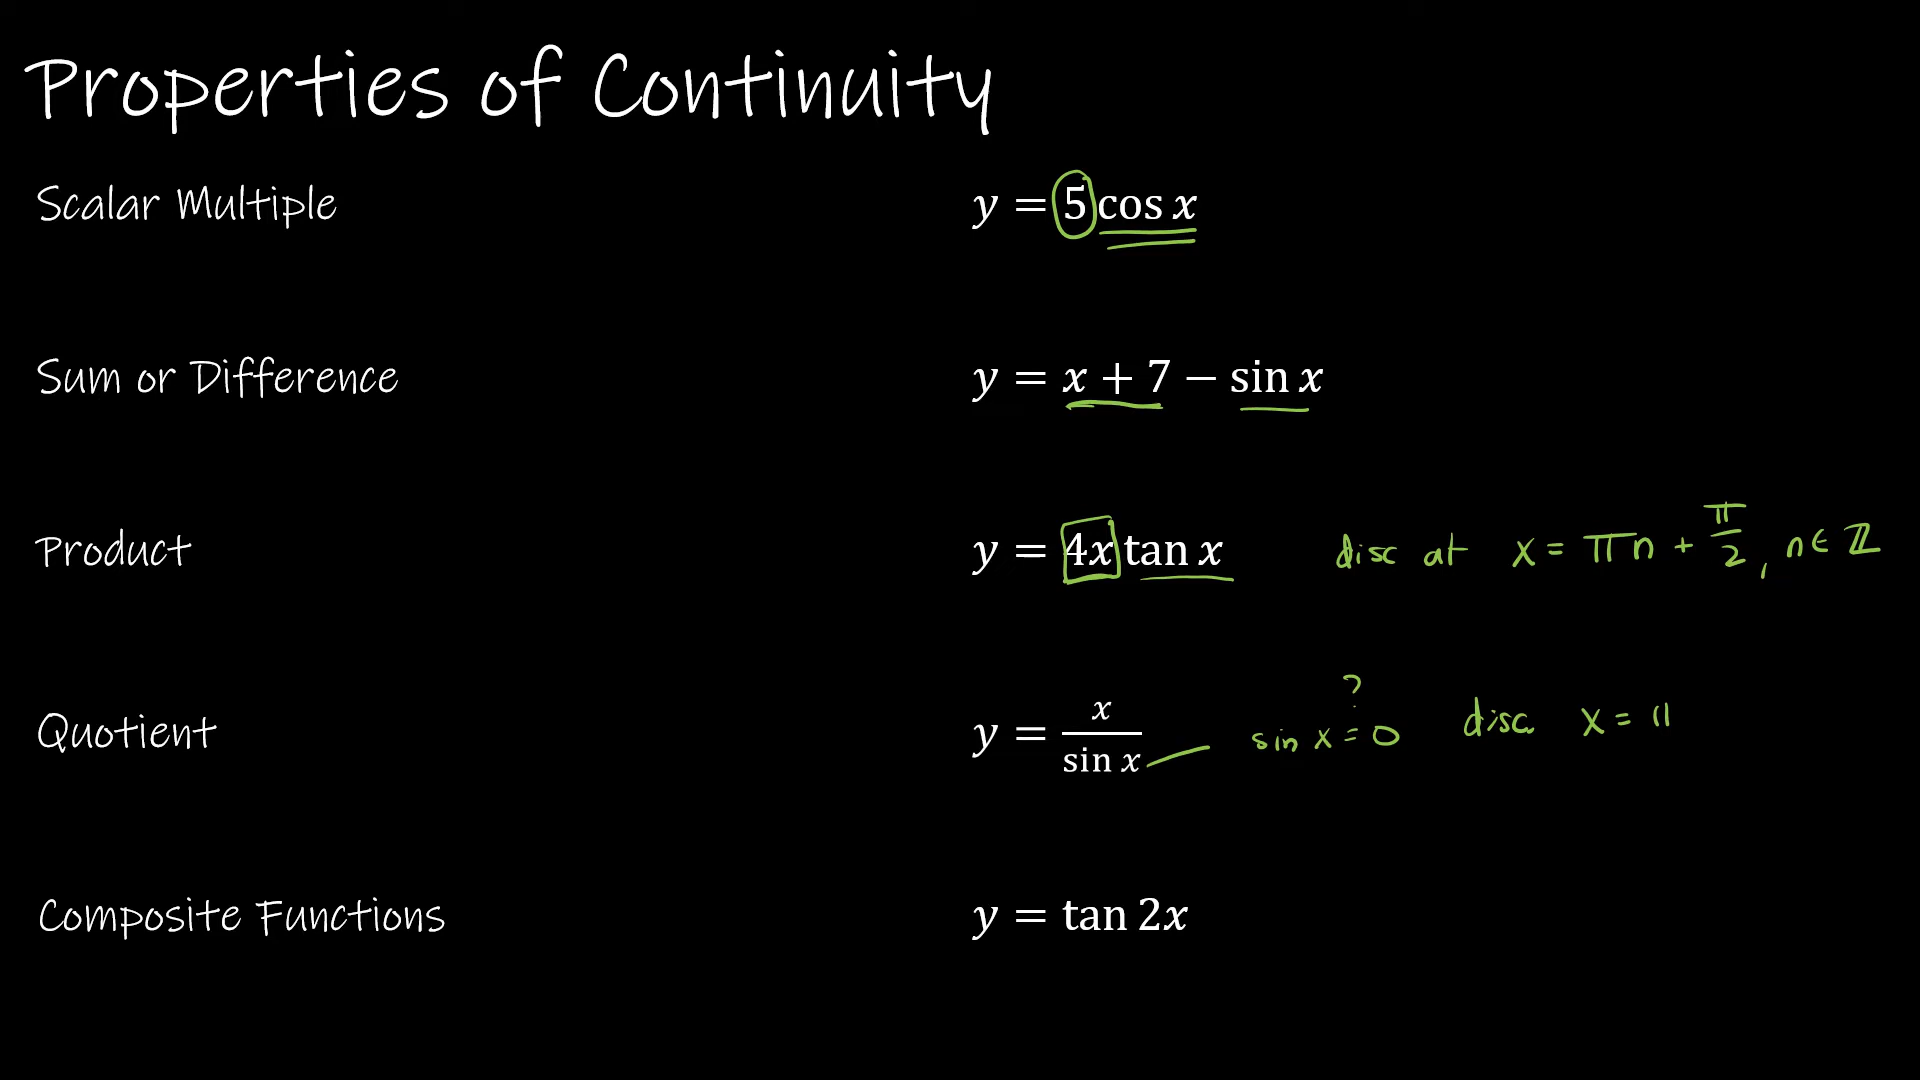 Properties of Continuity
Scalar Multiple y = 5 cos x
Sum or Difference y = x + 7 − sin x
Product y = 4x tan x disc at x = πn + π/2, n ∈ ℤ
Quotient y = x/sin x sin x ?= 0 disc x = 11
Composite Functions y = tan 2x